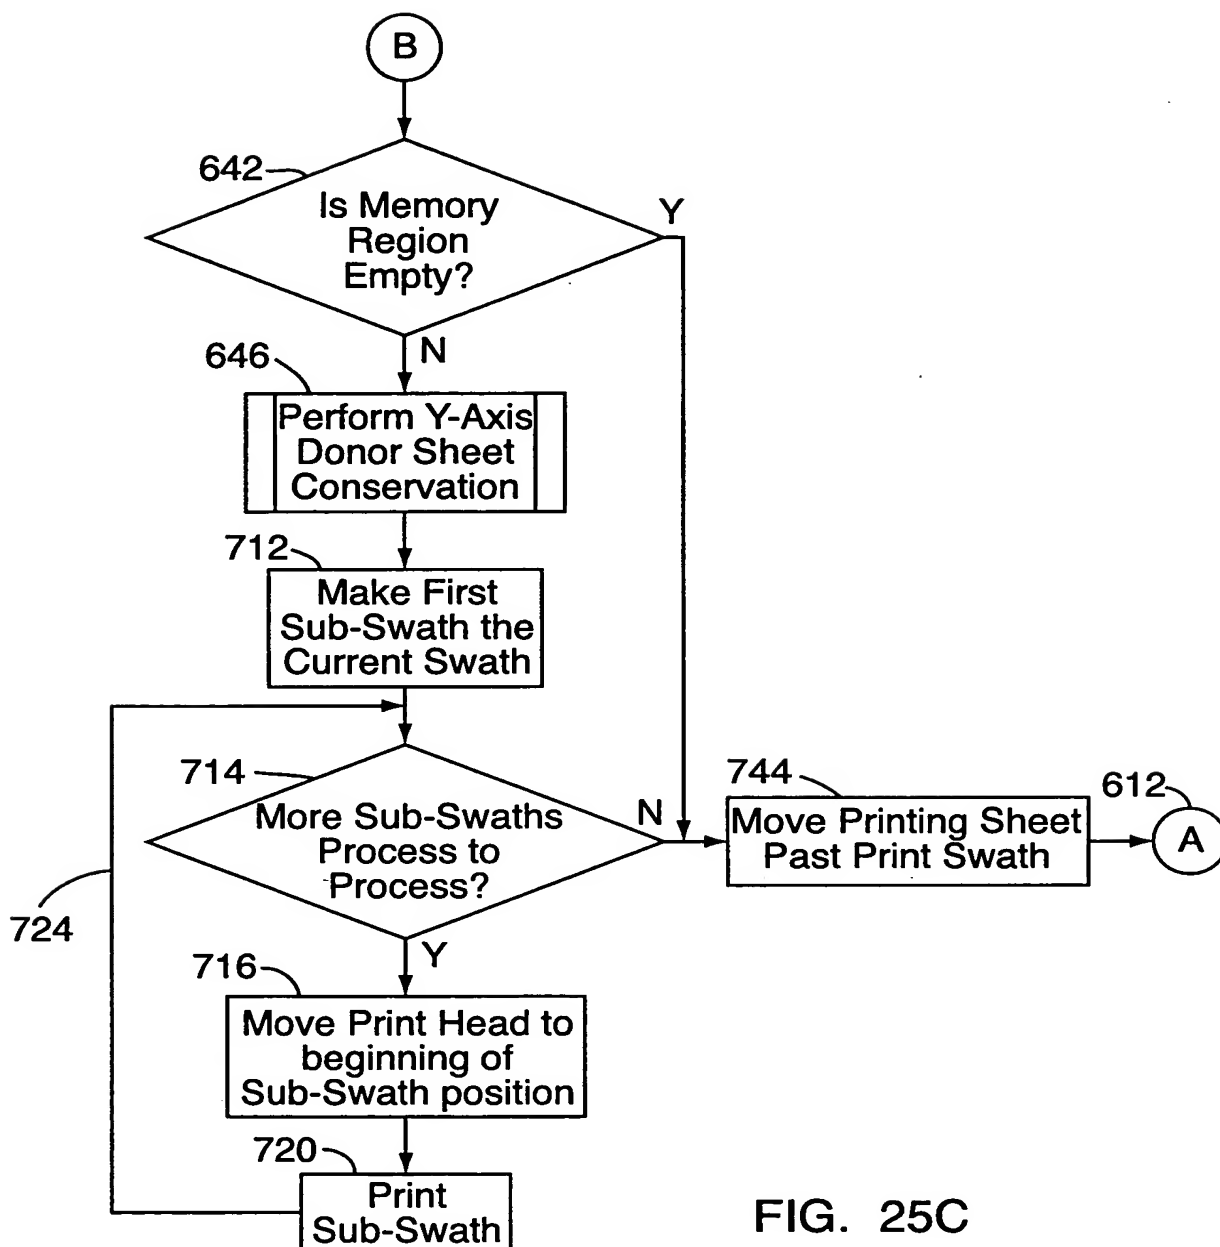 B
642
Is Memory
Region
Empty?
Y
N
646
Perform Y-Axis
Donor Sheet
Conservation
712
Make First
Sub-Swath the
Current Swath
714
More Sub-Swaths
Process to
Process?
N
744
Move Printing Sheet
Past Print Swath
612
A
724
Y
716
Move Print Head to
beginning of
Sub-Swath position
720
Print
Sub-Swath
FIG. 25C